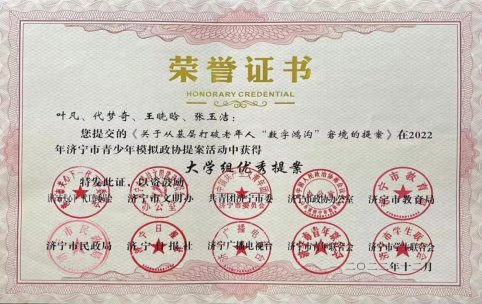 荣誉证书
HONORARY CREDENTIAL
叶凡、代梦奇、王晓晗、张玉洁：
您提交的《关于从基层打破老年人“数字鸿沟”窘境的提案》在2022
年济宁市青少年模拟政协提案活动中获得
大学组优秀提案
特发此证，以资鼓励
济宁市文明办 共青团济宁市委 济宁市政协办公室 济宁市教育局
济宁市民政局 济宁日报社 济宁广播电视台 济宁市青年联合会 济宁市学生联合会
二〇二二年十二月